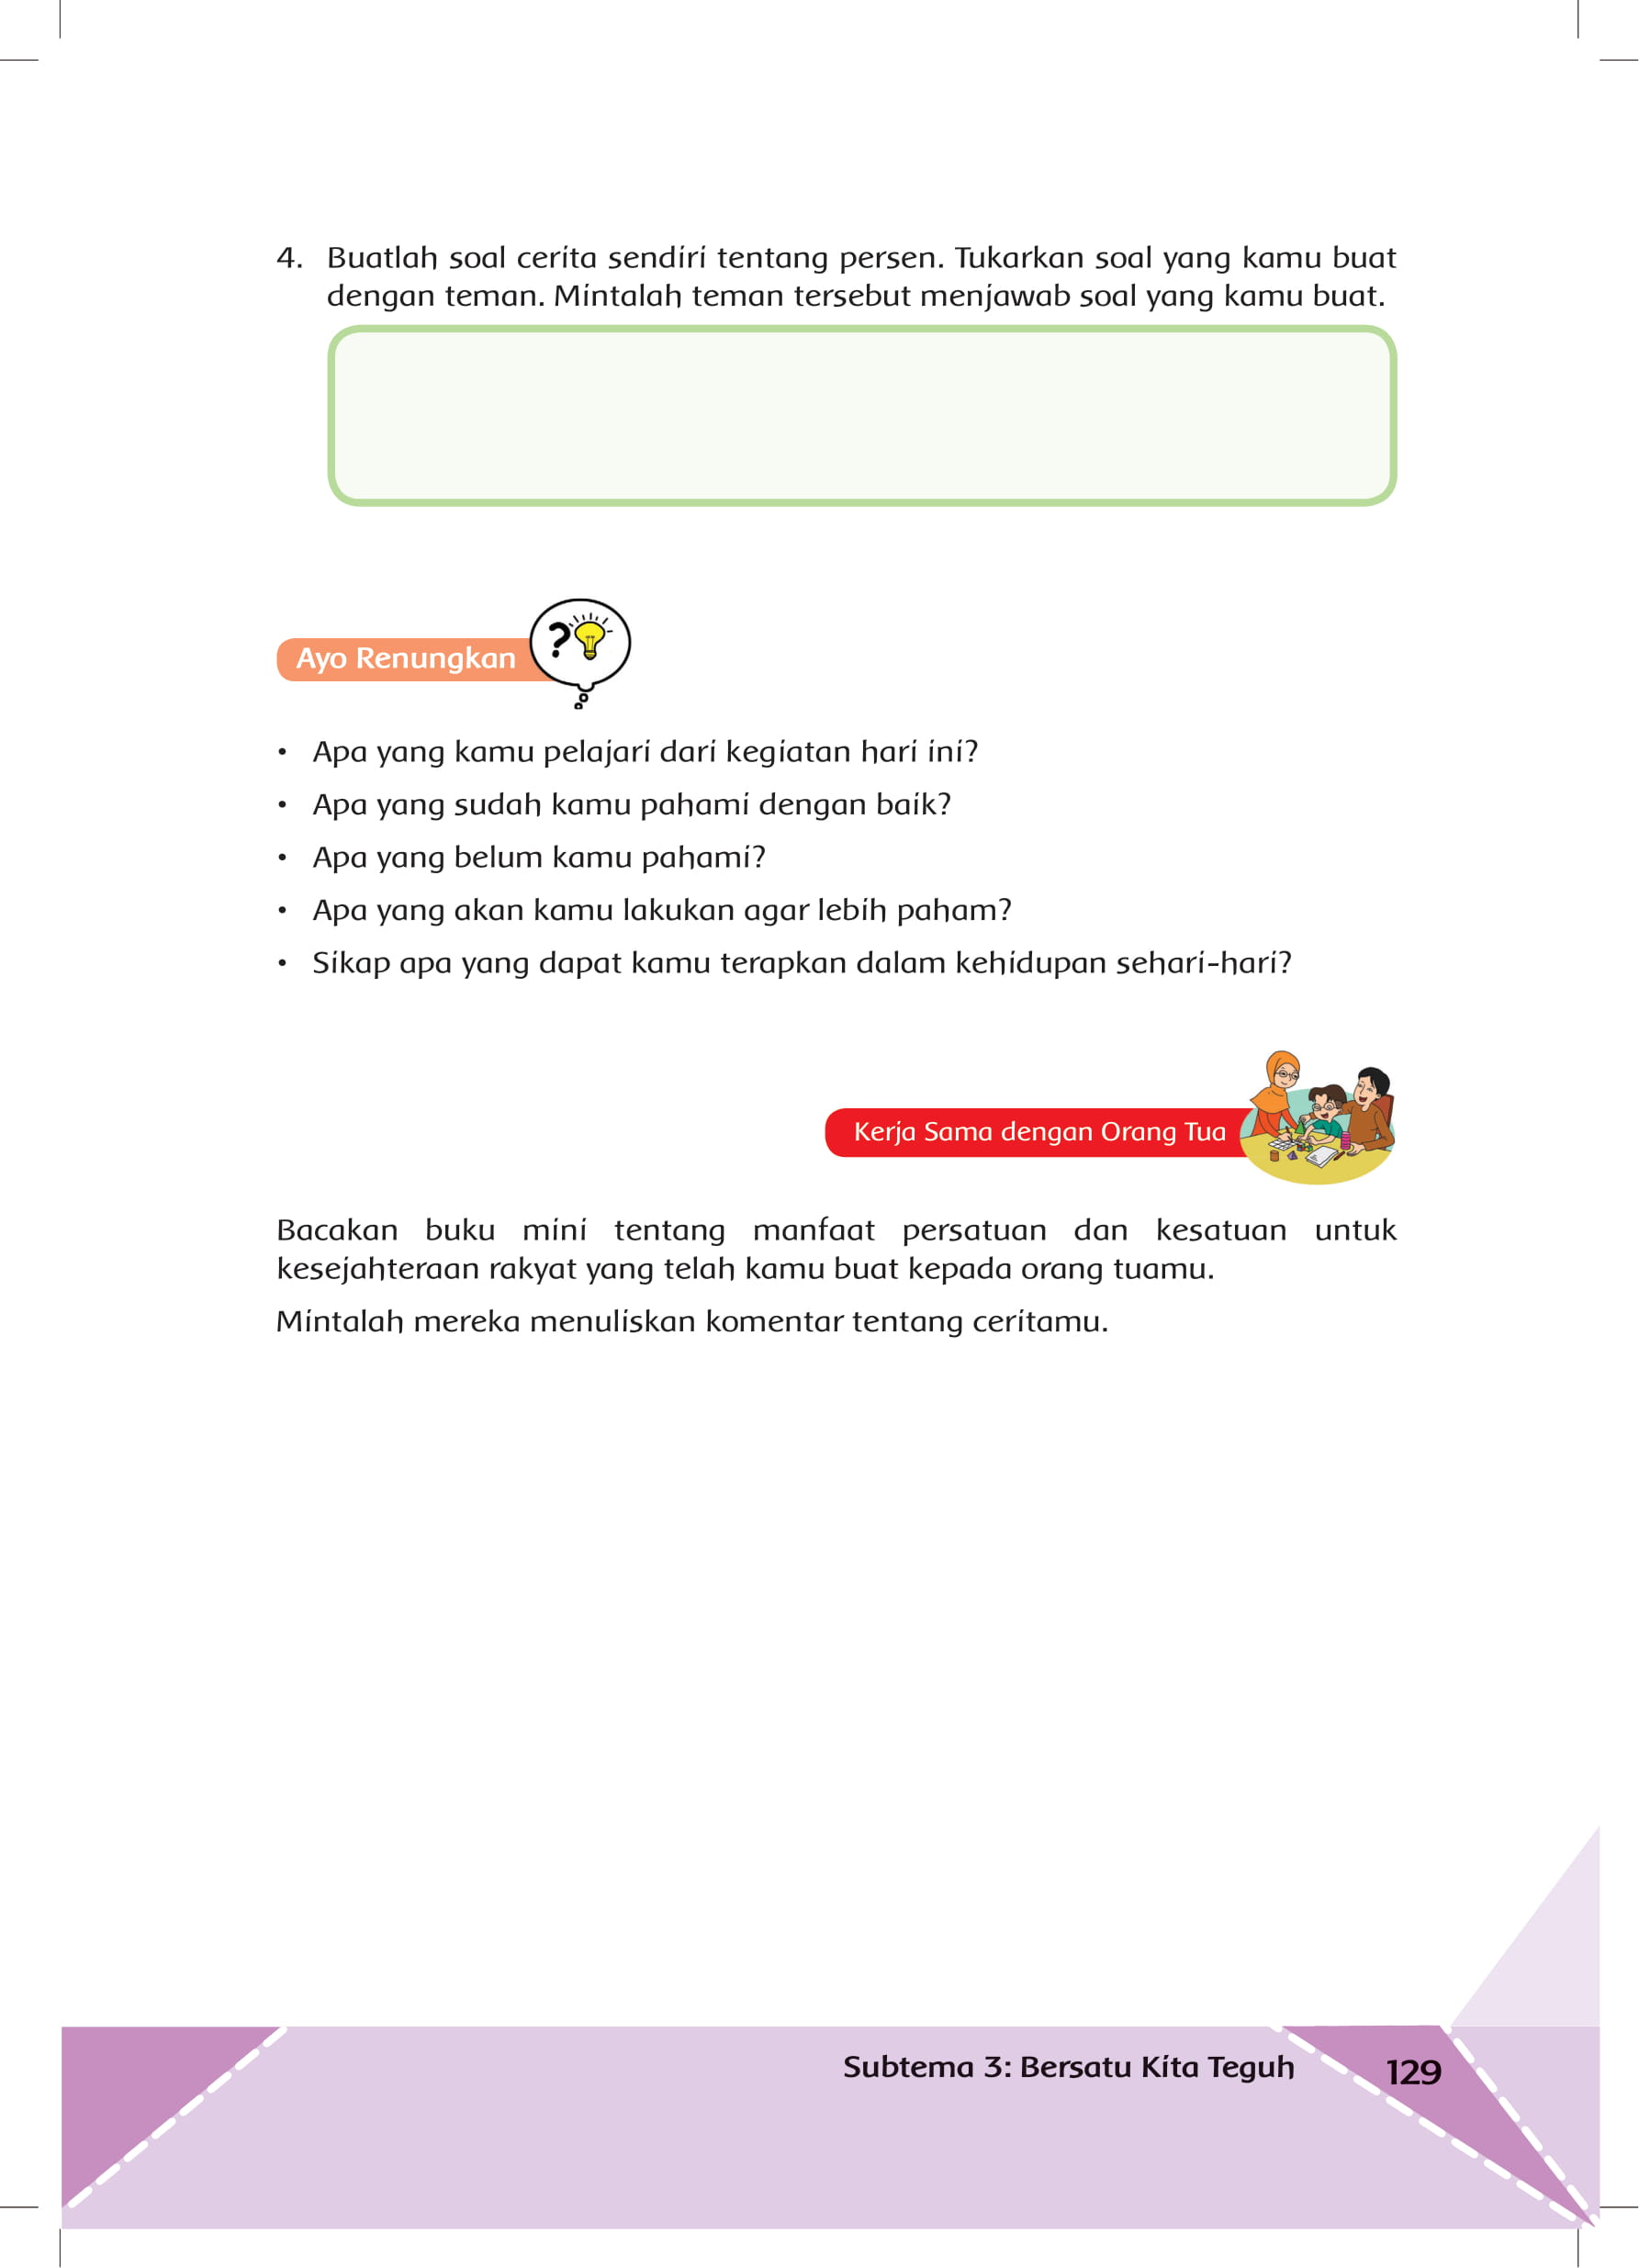 4. Buatlah soal cerita sendiri tentang persen. Tukarkan soal yang kamu buat
dengan teman. Mintalah teman tersebut menjawab soal yang kamu buat.
Ayo Renungkan
?
• Apa yang kamu pelajari dari kegiatan hari ini?
• Apa yang sudah kamu pahami dengan baik?
• Apa yang belum kamu pahami?
• Apa yang akan kamu lakukan agar lebih paham?
• Sikap apa yang dapat kamu terapkan dalam kehidupan sehari-hari?
Kerja Sama dengan Orang Tua
Bacakan buku mini tentang manfaat persatuan dan kesatuan untuk
kesejahteraan rakyat yang telah kamu buat kepada orang tuamu.
Mintalah mereka menuliskan komentar tentang ceritamu.
Subtema 3: Bersatu Kita Teguh
129